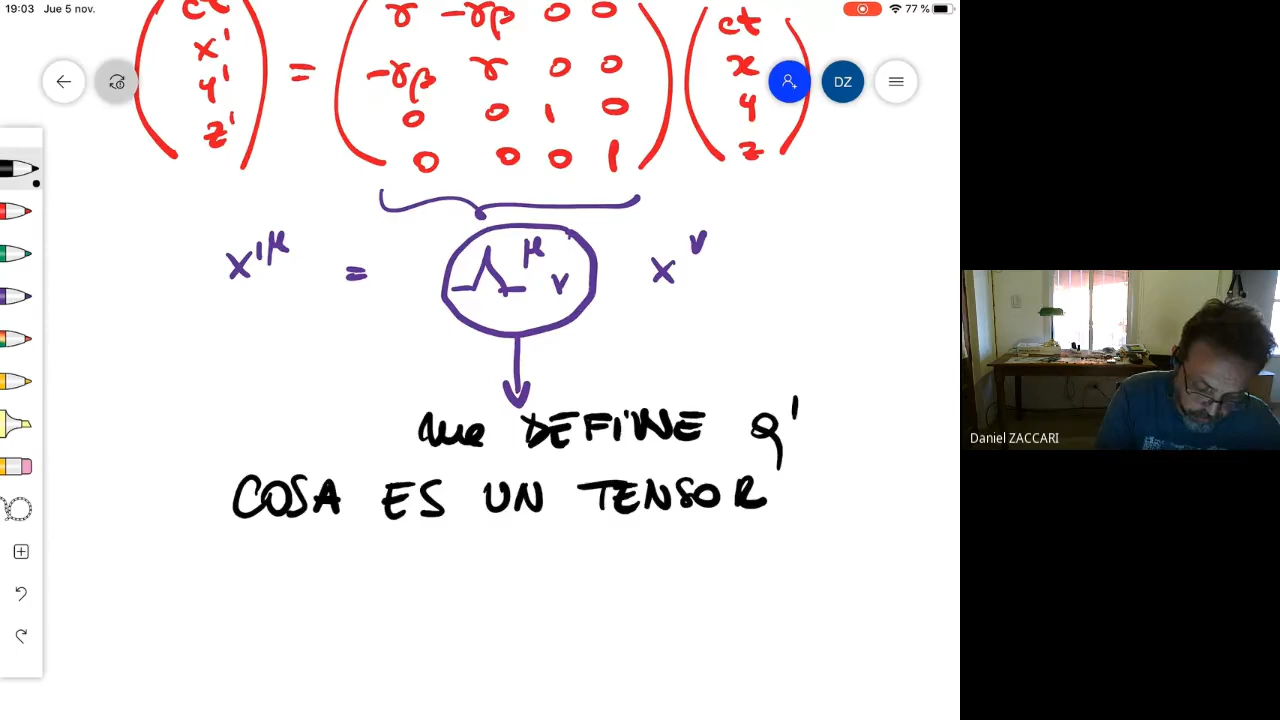 19:03 Jue 5 nov. 77 %
ct' γ -γβ 0 0 ct
x' = -γβ γ 0 0 x
y' 0 0 1 0 y
z' 0 0 0 1 z
DZ
x'^μ = Λ^μ_ν x^ν
me DEFINE q'
COSA ES UN TENSOR
Daniel ZACCARI